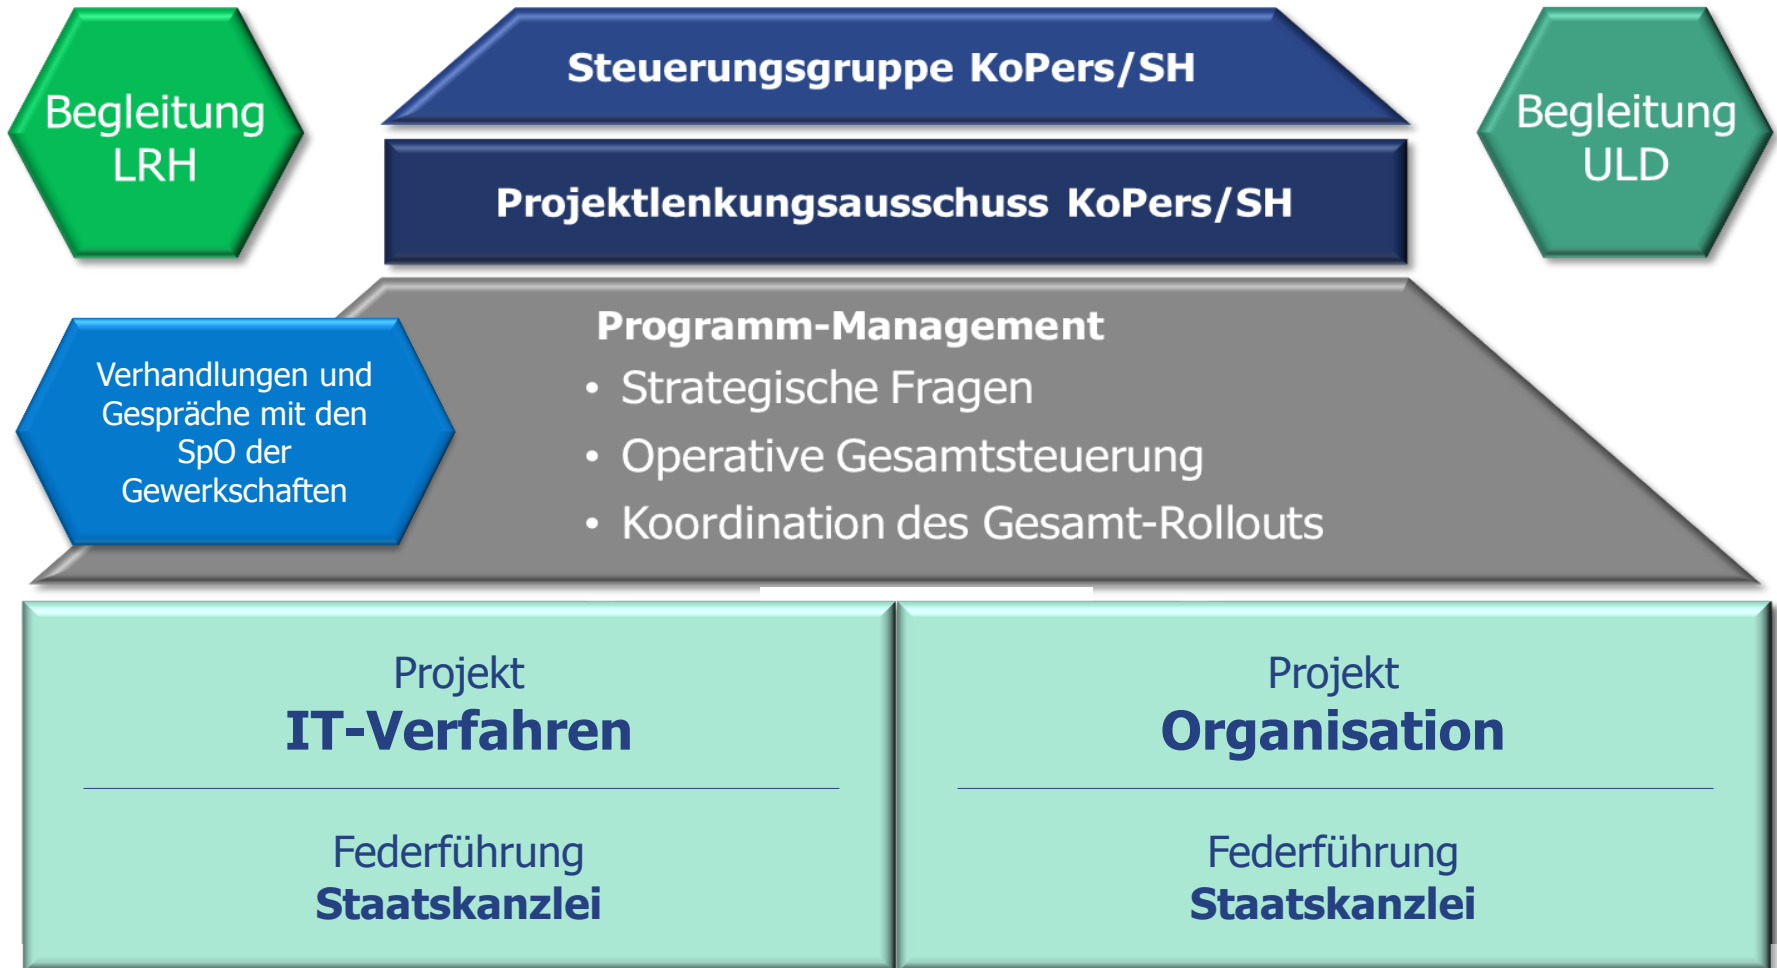 Begleitung
LRH
Steuerungsgruppe KoPers/SH
Begleitung
ULD
Projektlenkungsausschuss KoPers/SH
Verhandlungen und
Gespräche mit den
SpO der
Gewerkschaften
Programm-Management
• Strategische Fragen
• Operative Gesamtsteuerung
• Koordination des Gesamt-Rollouts
Projekt
IT-Verfahren
Federführung
Staatskanzlei
Projekt
Organisation
Federführung
Staatskanzlei